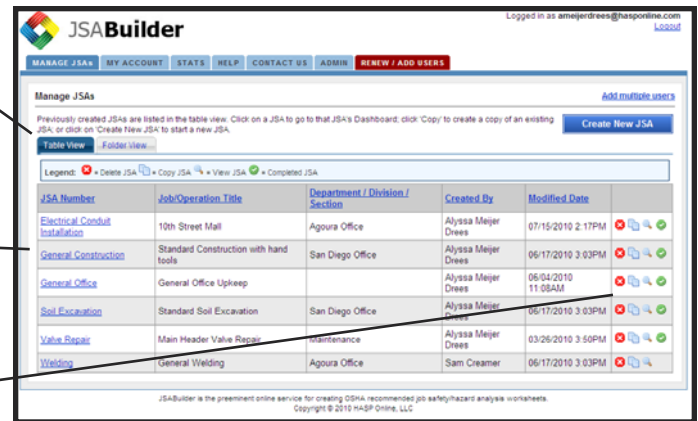 JSABuilder
Logged in as ameijerdrees@hasponline.com
Logout
MANAGE JSAs MY ACCOUNT STATS HELP CONTACT US ADMIN RENEW / ADD USERS
Manage JSAs
Add multiple users
Previously created JSAs are listed in the table view. Click on a JSA to go to that JSA's Dashboard; click 'Copy' to create a copy of an existing
JSA; or click on 'Create New JSA' to start a new JSA.
Create New JSA
Table View Folder View
Legend: = Delete JSA = Copy JSA = View JSA = Completed JSA
JSA Number Job/Operation Title Department / Division / Section Created By Modified Date
Electrical Conduit Installation 10th Street Mall Agoura Office Alyssa Meijer Drees 07/15/2010 2:17PM
General Construction Standard Construction with hand tools San Diego Office Alyssa Meijer Drees 06/17/2010 3:03PM
General Office General Office Upkeep Alyssa Meijer Drees 06/04/2010 11:08AM
Soil Excavation Standard Soil Excavation San Diego Office Alyssa Meijer Drees 06/17/2010 3:03PM
Valve Repair Main Header Valve Repair Maintenance Alyssa Meijer Drees 03/26/2010 3:50PM
Welding General Welding Agoura Office Sam Creamer 06/17/2010 3:03PM
JSABuilder is the preeminent online service for creating OSHA recommended job safety/hazard analysis worksheets.
Copyright © 2010 HASP Online, LLC